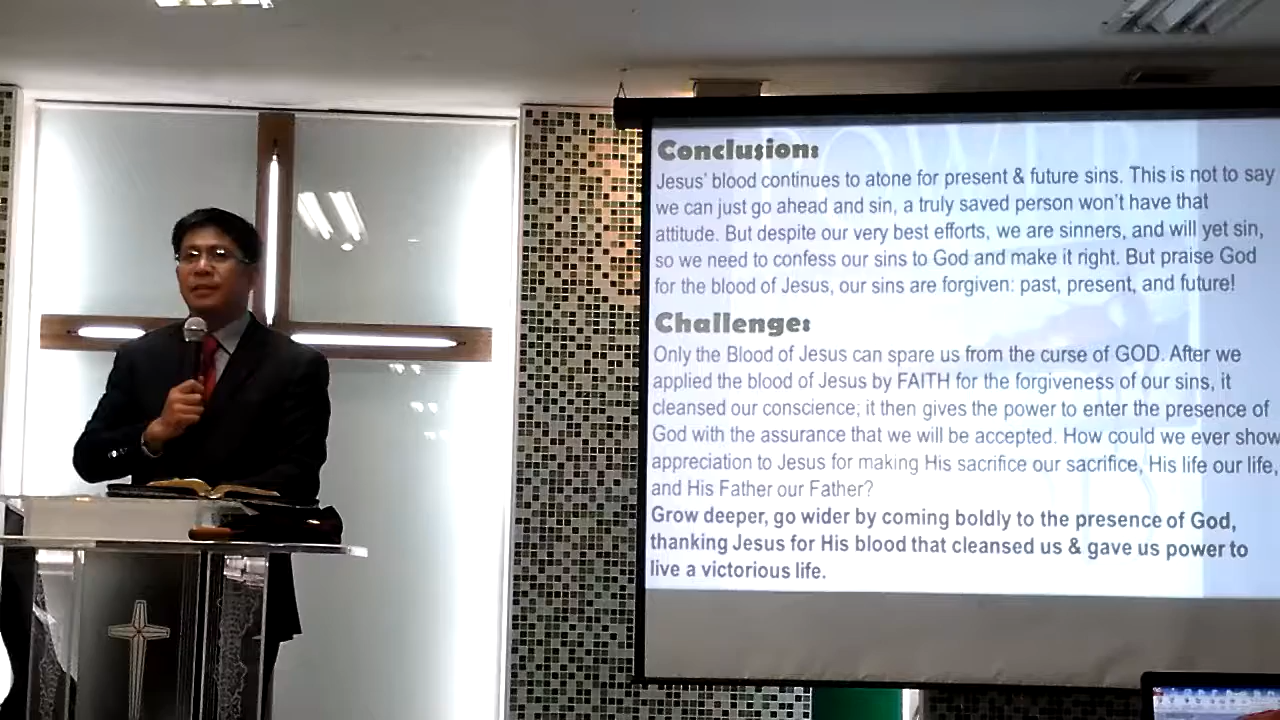 POWER
Conclusion:
Jesus' blood continues to atone for present & future sins. This is not to say
we can just go ahead and sin, a truly saved person won't have that
attitude. But despite our very best efforts, we are sinners, and will yet sin,
so we need to confess our sins to God and make it right. But praise God
for the blood of Jesus, our sins are forgiven: past, present, and future!
Challenge:
Only the Blood of Jesus can spare us from the curse of GOD. After we
applied the blood of Jesus by FAITH for the forgiveness of our sins, it
cleansed our conscience; it then gives the power to enter the presence of
God with the assurance that we will be accepted. How could we ever show
appreciation to Jesus for making His sacrifice our sacrifice, His life our life,
and His Father our Father?
Grow deeper, go wider by coming boldly to the presence of God,
thanking Jesus for His blood that cleansed us & gave us power to
live a victorious life.